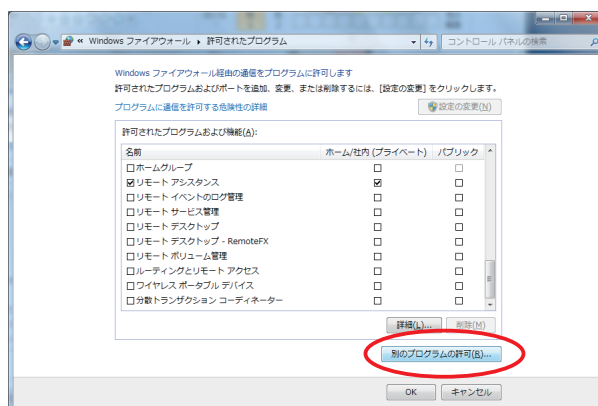 « Windows ファイアウォール ▸ 許可されたプログラム
コントロール パネルの検索
Windows ファイアウォール経由の通信をプログラムに許可します
許可されたプログラムおよびポートを追加、変更、または削除するには、[設定の変更] をクリックします。
プログラムに通信を許可する危険性の詳細
設定の変更(N)
許可されたプログラムおよび機能(A):
名前 ホーム/社内 (プライベート) パブリック
ホームグループ
リモート アシスタンス
リモート イベントのログ管理
リモート サービス管理
リモート デスクトップ
リモート デスクトップ - RemoteFX
リモート ボリューム管理
ルーティングとリモート アクセス
ワイヤレス ポータブル デバイス
分散トランザクション コーディネーター
詳細(L)... 削除(M)
別のプログラムの許可(R)...
OK キャンセル